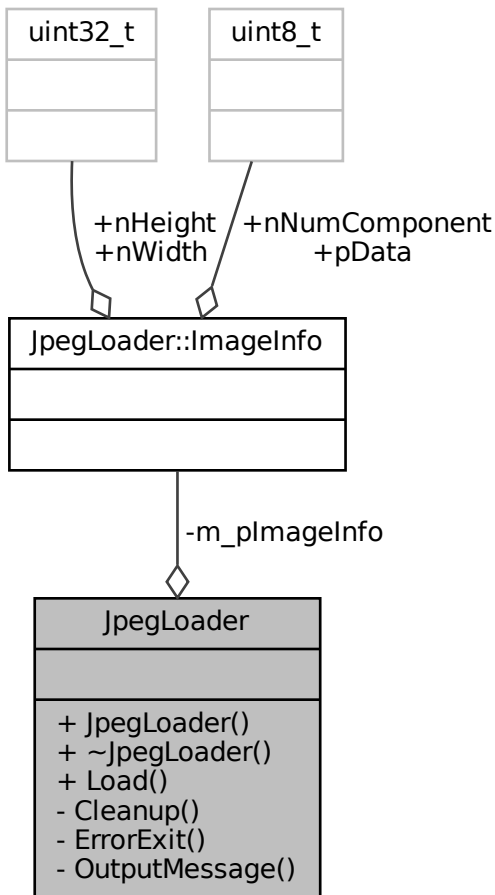 uint32_t
uint8_t
+nHeight
+nWidth
+nNumComponent
+pData
JpegLoader::ImageInfo
-m_pImageInfo
JpegLoader
+ JpegLoader()
+ ~JpegLoader()
+ Load()
- Cleanup()
- ErrorExit()
- OutputMessage()